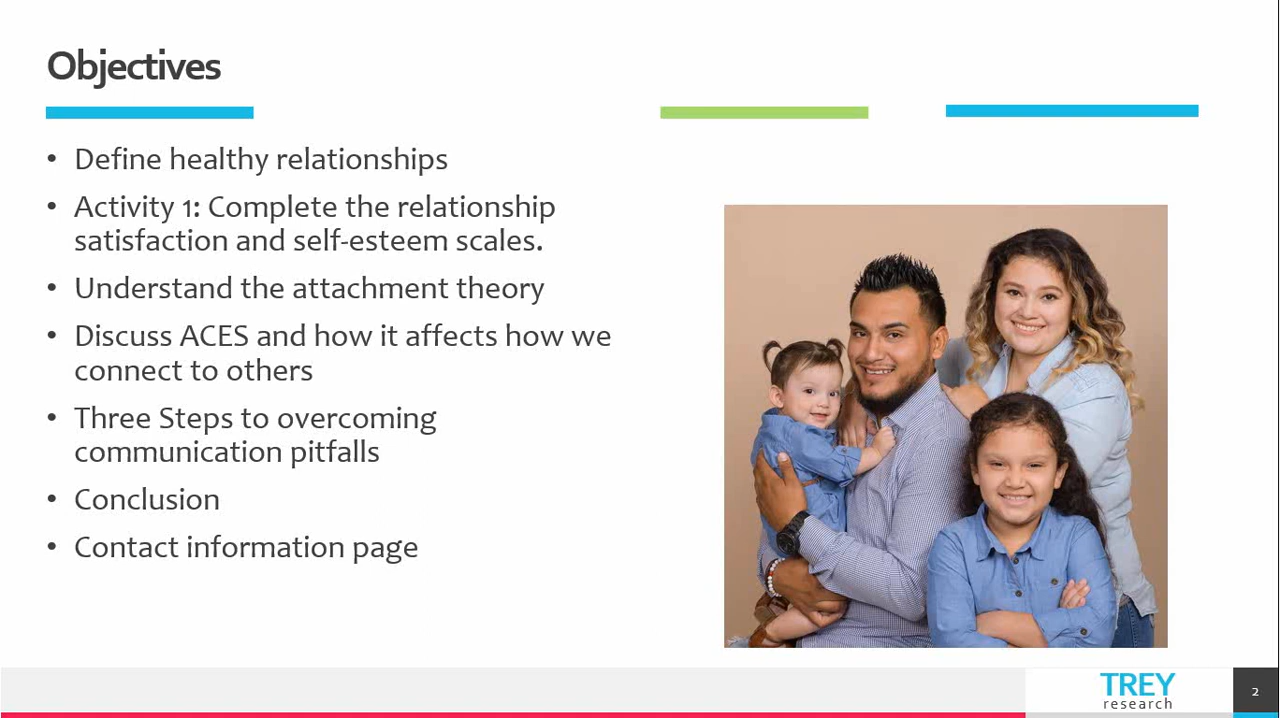 Objectives
• Define healthy relationships
• Activity 1: Complete the relationship
satisfaction and self-esteem scales.
• Understand the attachment theory
• Discuss ACES and how it affects how we
connect to others
• Three Steps to overcoming
communication pitfalls
• Conclusion
• Contact information page
TREY
research
2